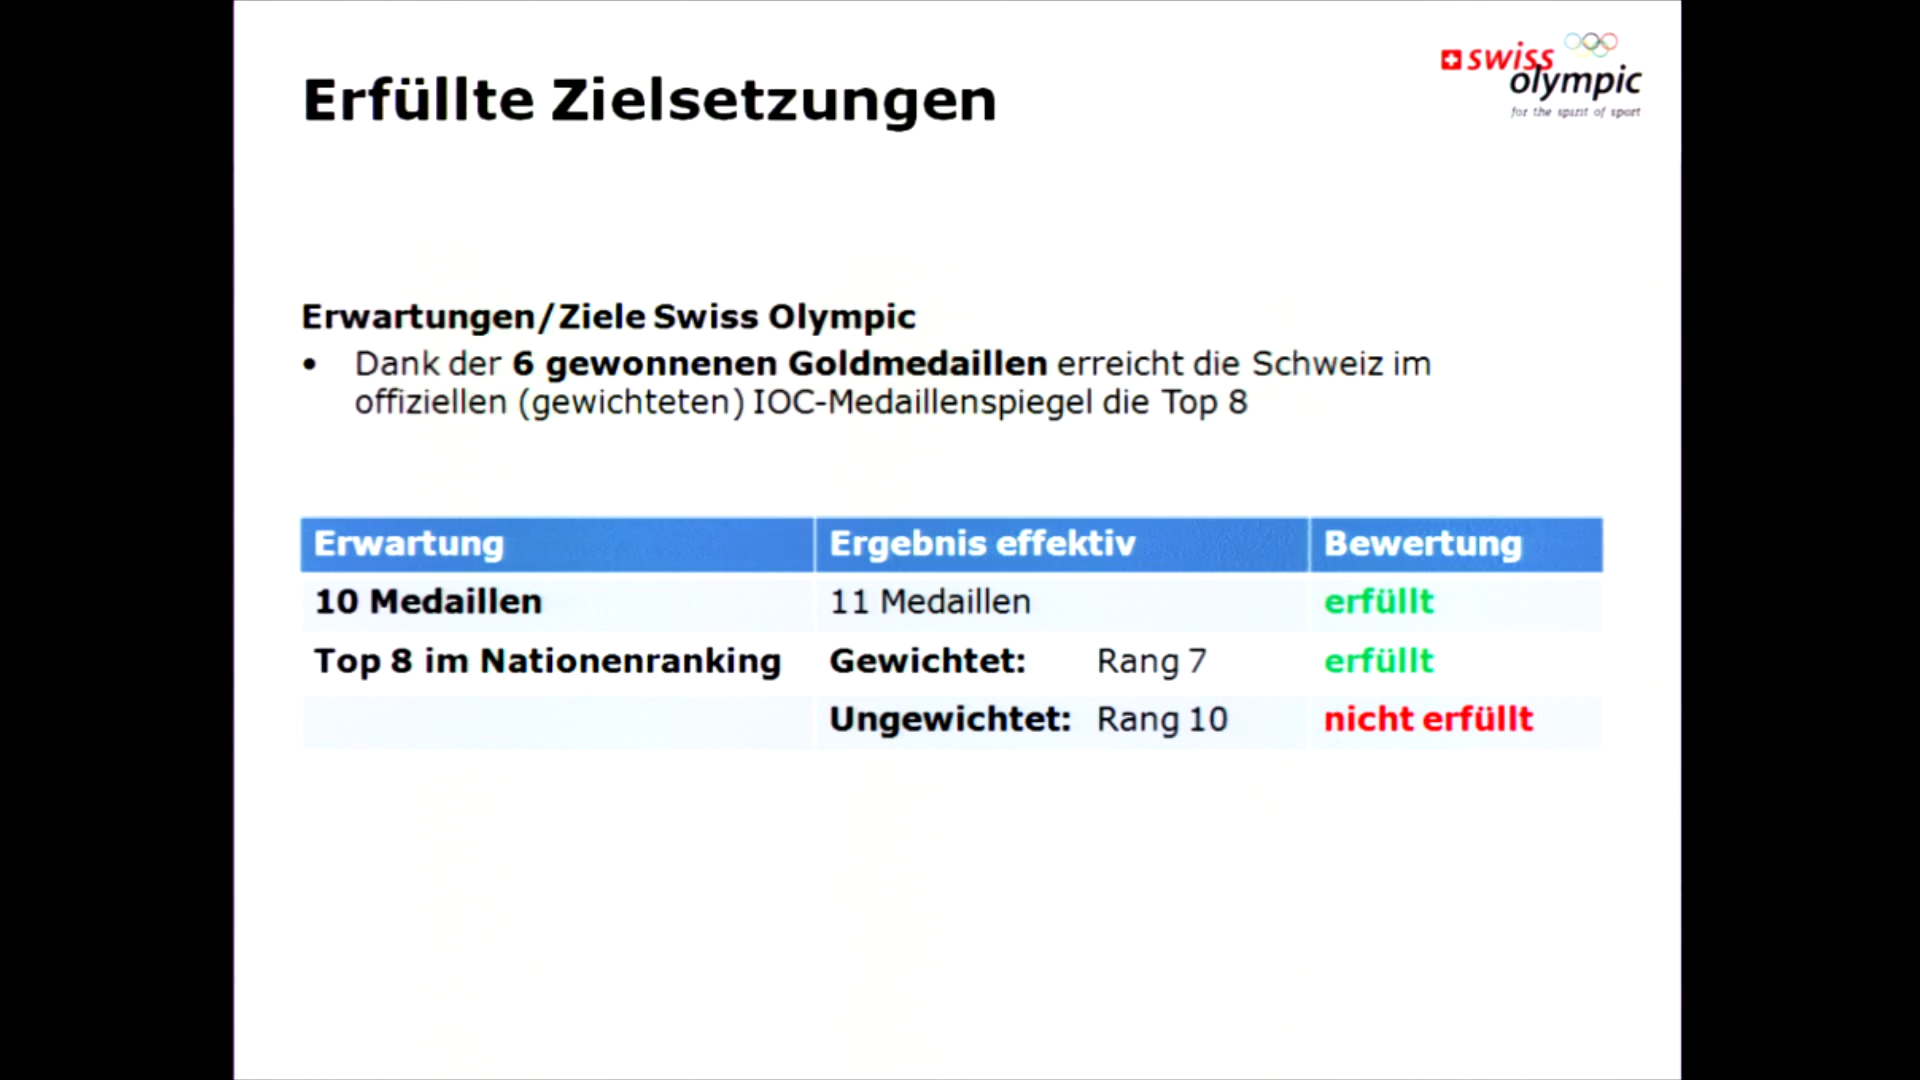 Erfüllte Zielsetzungen
swiss
olympic
for the spirit of sport
Erwartungen/Ziele Swiss Olympic
• Dank der 6 gewonnenen Goldmedaillen erreicht die Schweiz im
offiziellen (gewichteten) IOC-Medaillenspiegel die Top 8
Erwartung Ergebnis effektiv Bewertung
10 Medaillen 11 Medaillen erfüllt
Top 8 im Nationenranking Gewichtet: Rang 7 erfüllt
Ungewichtet: Rang 10 nicht erfüllt